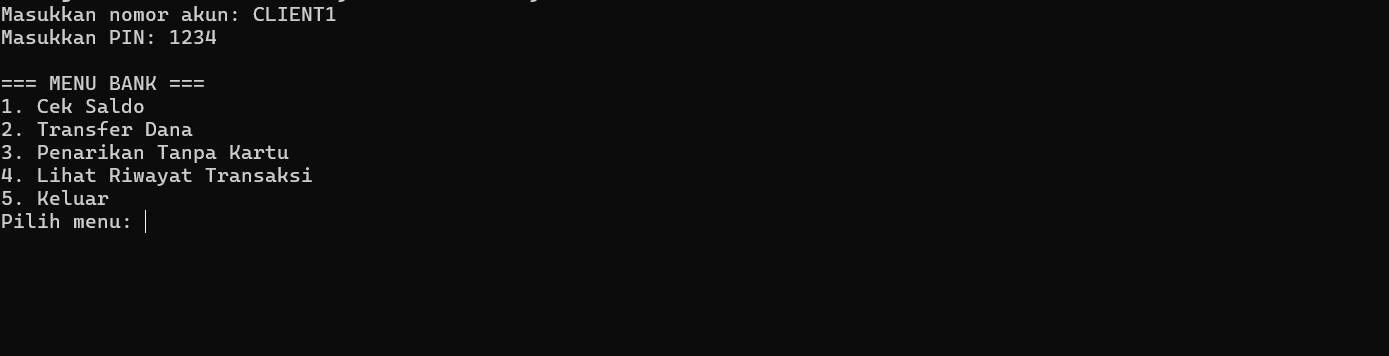 Masukkan nomor akun: CLIENT1
Masukkan PIN: 1234
=== MENU BANK ===
1. Cek Saldo
2. Transfer Dana
3. Penarikan Tanpa Kartu
4. Lihat Riwayat Transaksi
5. Keluar
Pilih menu: